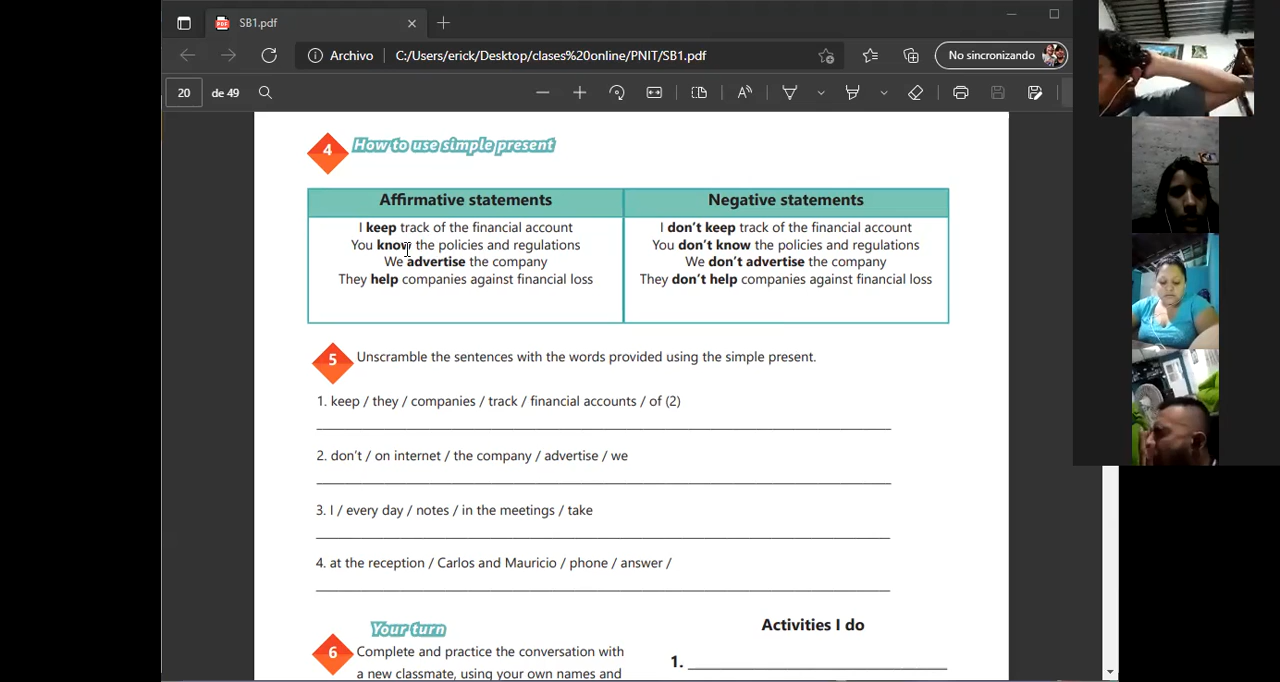 SB1.pdf
Archivo C:/Users/erick/Desktop/clases%20online/PNIT/SB1.pdf No sincronizando
20 de 49
4 How to use simple present
Affirmative statements Negative statements
I keep track of the financial account I don't keep track of the financial account
You know the policies and regulations You don't know the policies and regulations
We advertise the company We don't advertise the company
They help companies against financial loss They don't help companies against financial loss
5 Unscramble the sentences with the words provided using the simple present.
1. keep / they / companies / track / financial accounts / of (2)
2. don't / on internet / the company / advertise / we
3. I / every day / notes / in the meetings / take
4. at the reception / Carlos and Mauricio / phone / answer /
Your turn Activities I do
6 Complete and practice the conversation with 1.
a new classmate, using your own names and